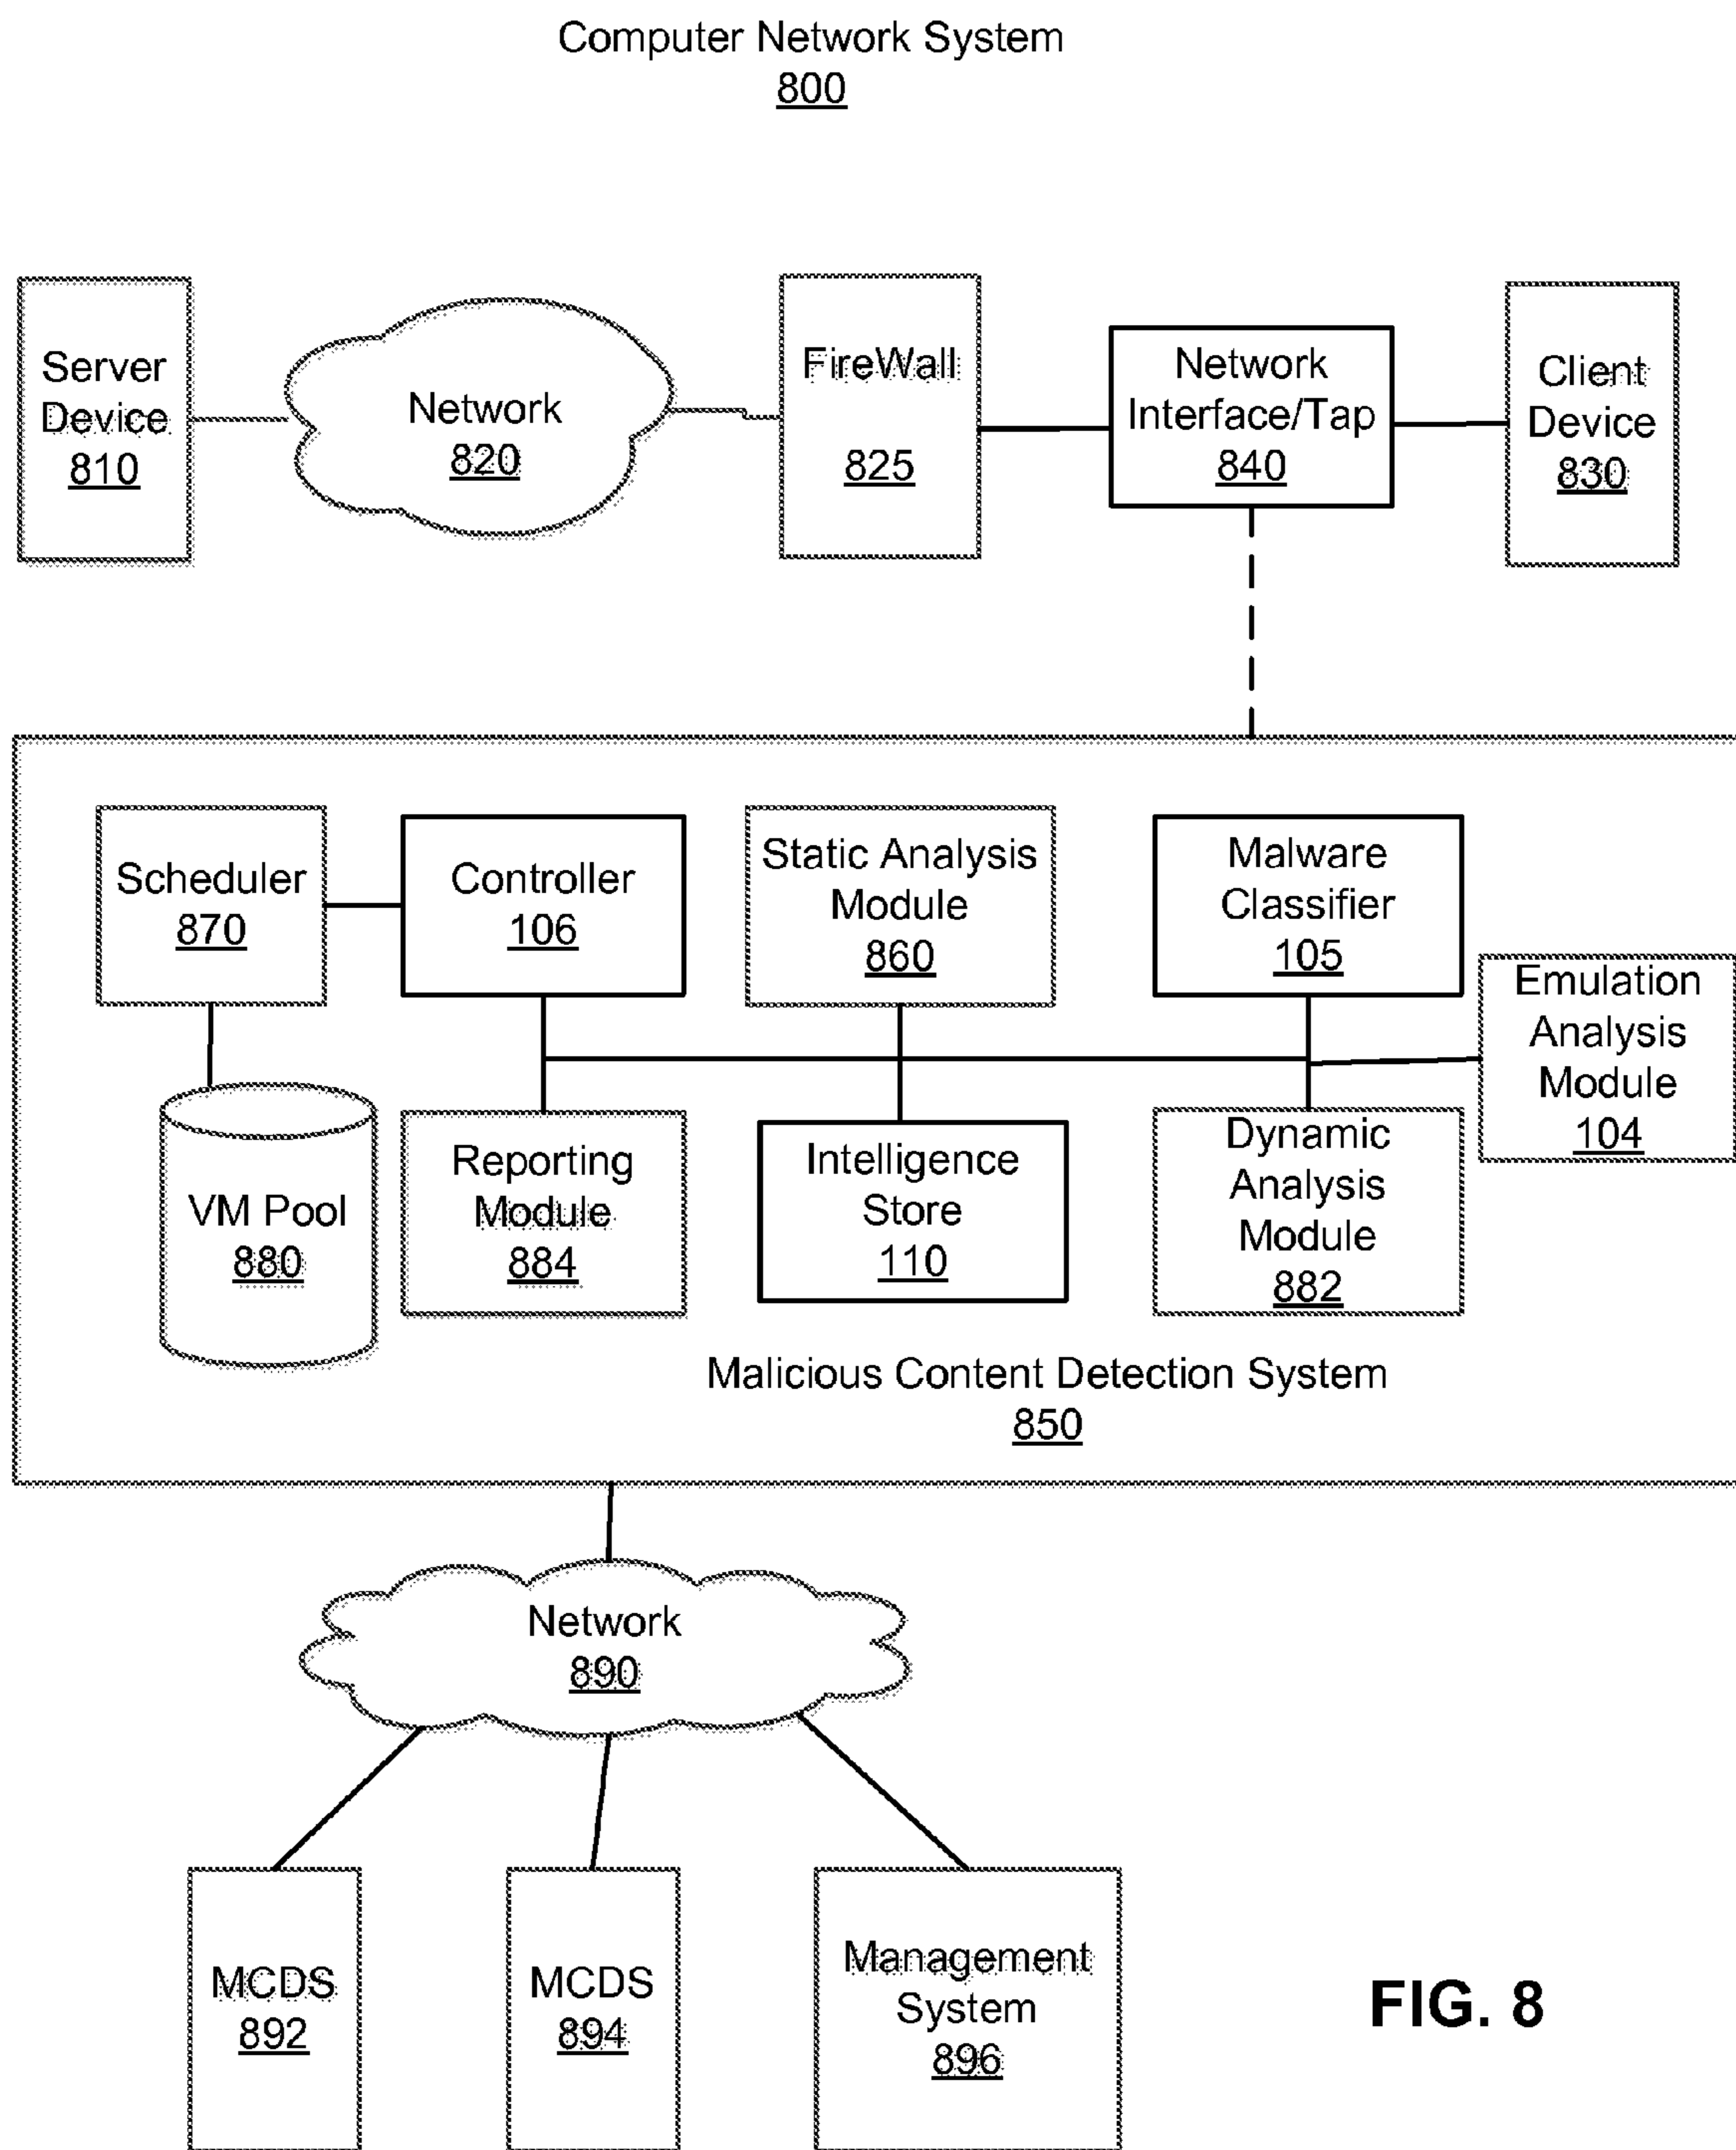 Computer Network System
800
Server
Device
810
Network
820
FireWall
825
Network
Interface/Tap
840
Client
Device
830
Scheduler
870
Controller
106
Static Analysis
Module
860
Malware
Classifier
105
Emulation
Analysis
Module
104
VM Pool
880
Reporting
Module
884
Intelligence
Store
110
Dynamic
Analysis
Module
882
Malicious Content Detection System
850
Network
890
MCDS
892
MCDS
894
Management
System
896
FIG. 8